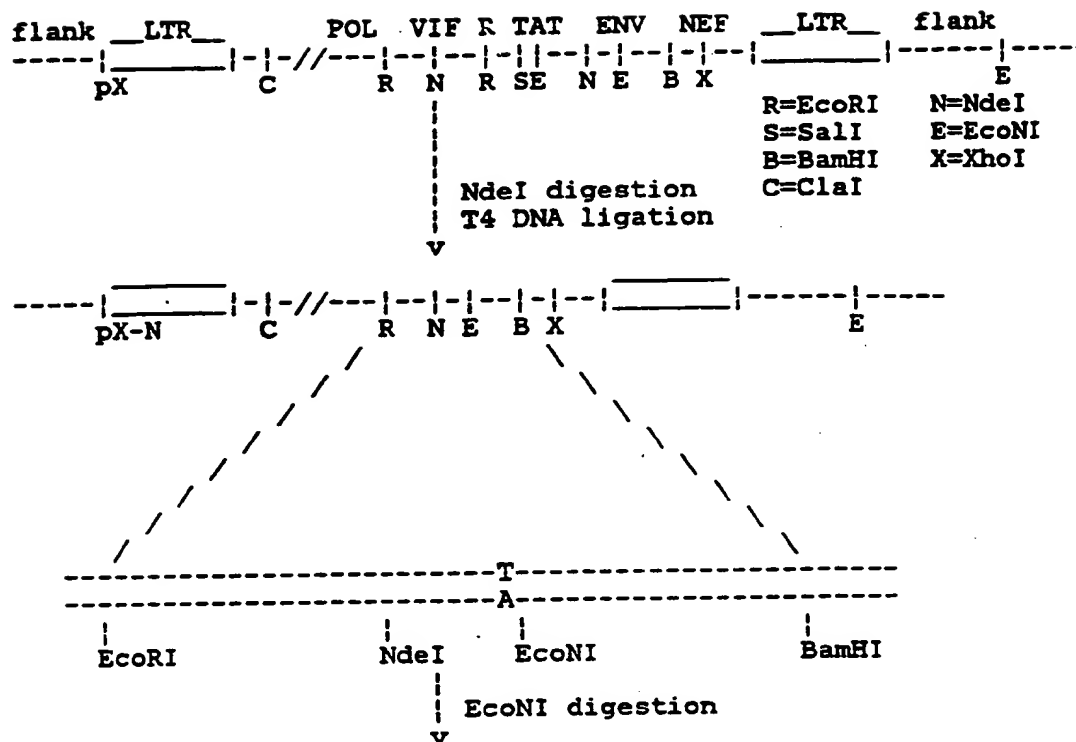 flank LTR POL VIF R TAT ENV NEF LTR flank
pX C R N R SE N E B X E
R=EcoRI N=NdeI
S=SalI E=EcoNI
B=BamHI X=XhoI
C=ClaI
NdeI digestion
T4 DNA ligation
V
pX-N C R N E B X E
T
A
EcoRI NdeI EcoNI BamHI
EcoNI digestion
V